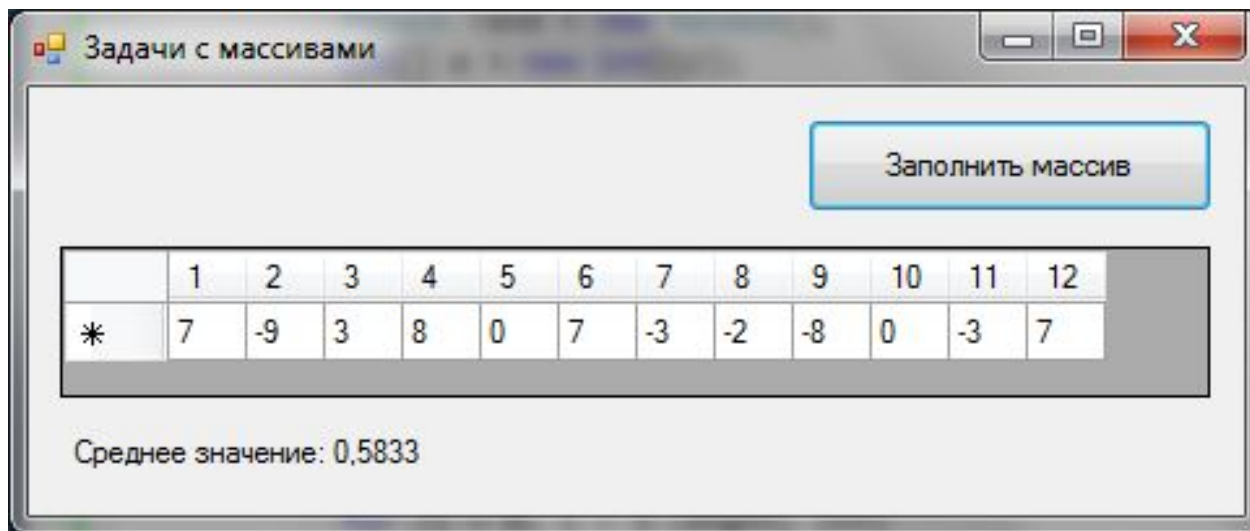 Задачи с массивами
Заполнить массив
1 2 3 4 5 6 7 8 9 10 11 12
* 7 -9 3 8 0 7 -3 -2 -8 0 -3 7
Среднее значение: 0,5833